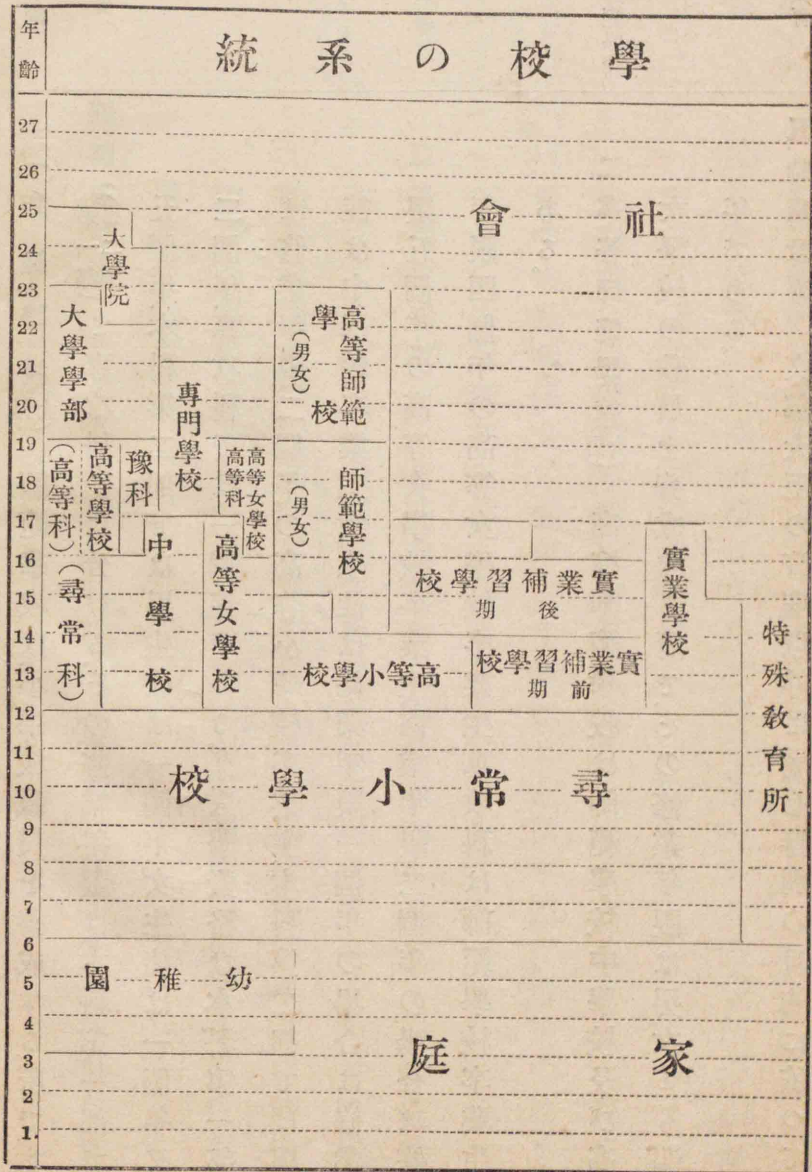 學校の系統
年齡
27
26
25
24
23
22
21
20
19
18
17
16
15
14
13
12
11
10
9
8
7
6
5
4
3
2
1.
社會
大學院
大學學部
高等師範學校
(男女)
專門學校
高等女學校
高等科
師範學校
(男女)
豫科
高等學校
(高等科)
(尋常科)
中學校
高等女學校
實業補習學校
後期
實業學校
高等小學校
實業補習學校
前期
特殊敎育所
尋常小學校
幼稚園
家庭